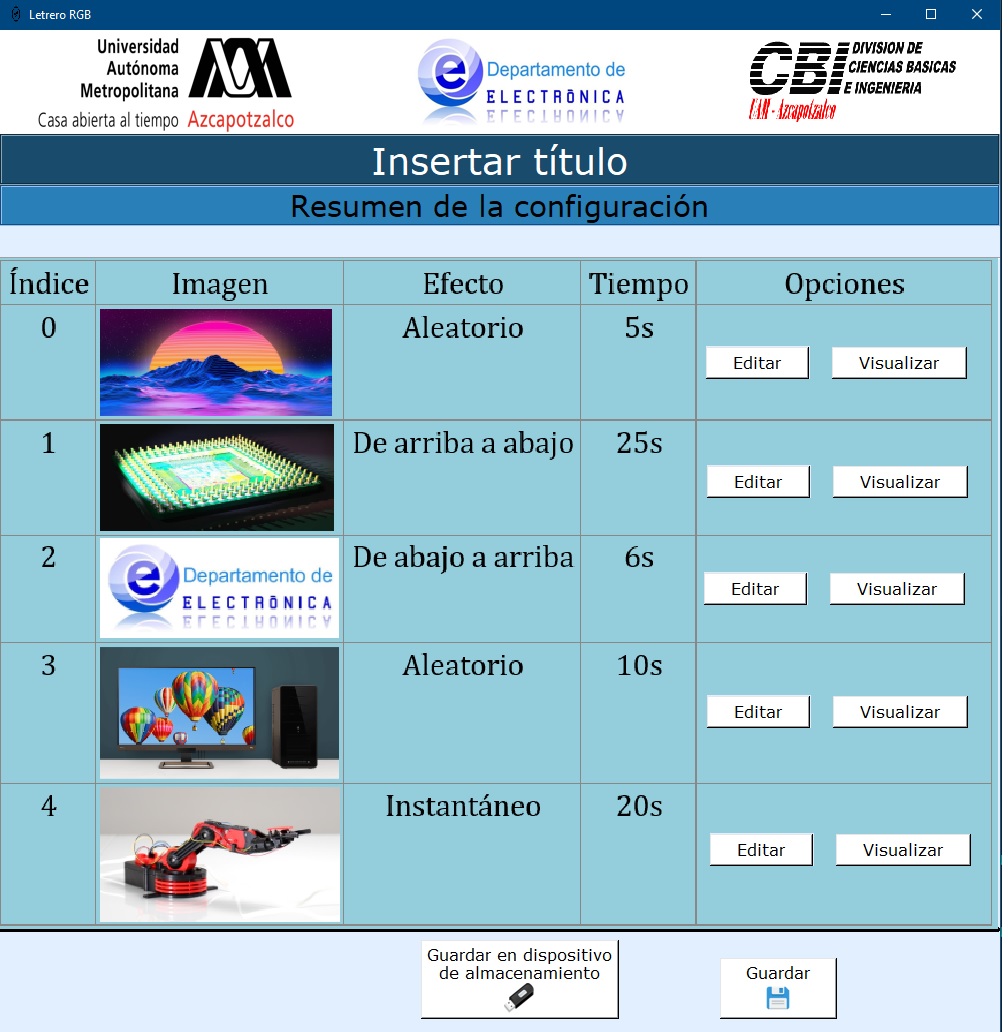 Letrero RGB
Universidad
Autónoma
Metropolitana
Casa abierta al tiempo Azcapotzalco
Departamento de
ELECTRÓNICA
CBI DIVISION DE
CIENCIAS BASICAS
E INGENIERIA
UAM - Azcapotzalco
Insertar título
Resumen de la configuración
Índice Imagen Efecto Tiempo Opciones
0 Aleatorio 5s Editar Visualizar
1 De arriba a abajo 25s Editar Visualizar
2 De abajo a arriba 6s Editar Visualizar
Departamento de
ELECTRÓNICA
3 Aleatorio 10s Editar Visualizar
4 Instantáneo 20s Editar Visualizar
Guardar en dispositivo
de almacenamiento
Guardar